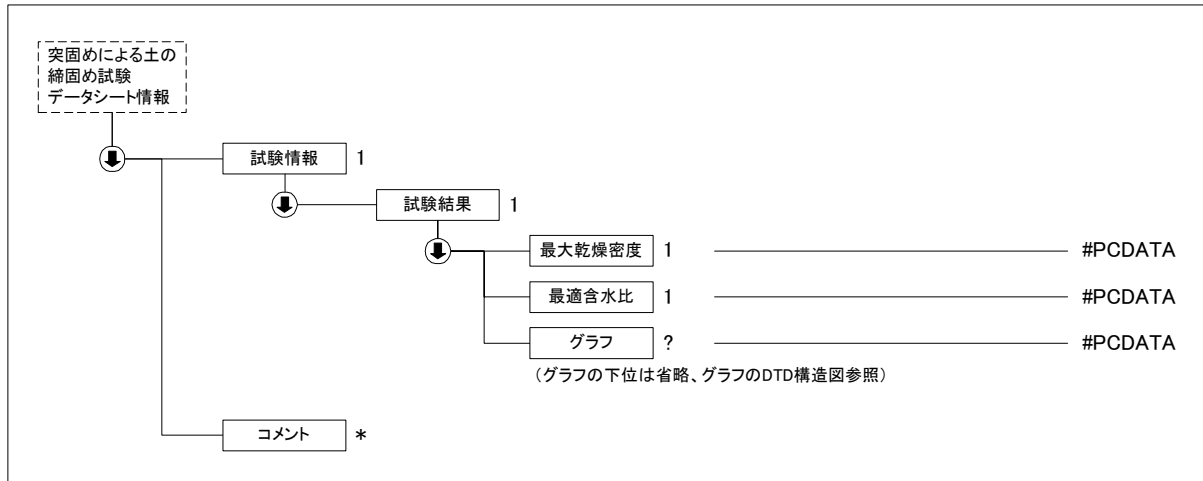 突固めによる土の
締固め試験
データシート情報
試験情報 1
試験結果 1
最大乾燥密度 1 #PCDATA
最適含水比 1 #PCDATA
グラフ ? #PCDATA
（グラフの下位は省略、グラフのDTD構造図参照）
コメント *